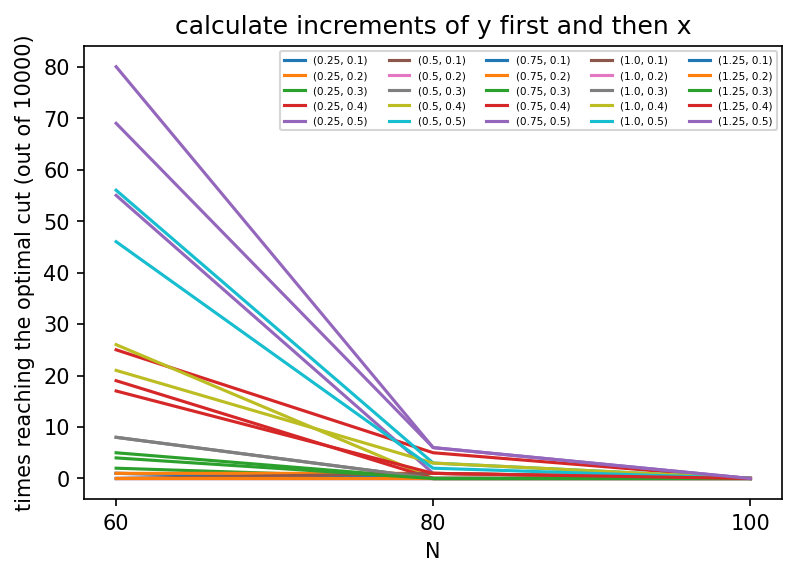 calculate increments of y first and then x
times reaching the optimal cut (out of 10000)
80
70
60
50
40
30
20
10
0
(0.25, 0.1) (0.5, 0.1) (0.75, 0.1) (1.0, 0.1) (1.25, 0.1)
(0.25, 0.2) (0.5, 0.2) (0.75, 0.2) (1.0, 0.2) (1.25, 0.2)
(0.25, 0.3) (0.5, 0.3) (0.75, 0.3) (1.0, 0.3) (1.25, 0.3)
(0.25, 0.4) (0.5, 0.4) (0.75, 0.4) (1.0, 0.4) (1.25, 0.4)
(0.25, 0.5) (0.5, 0.5) (0.75, 0.5) (1.0, 0.5) (1.25, 0.5)
60 80 100
N